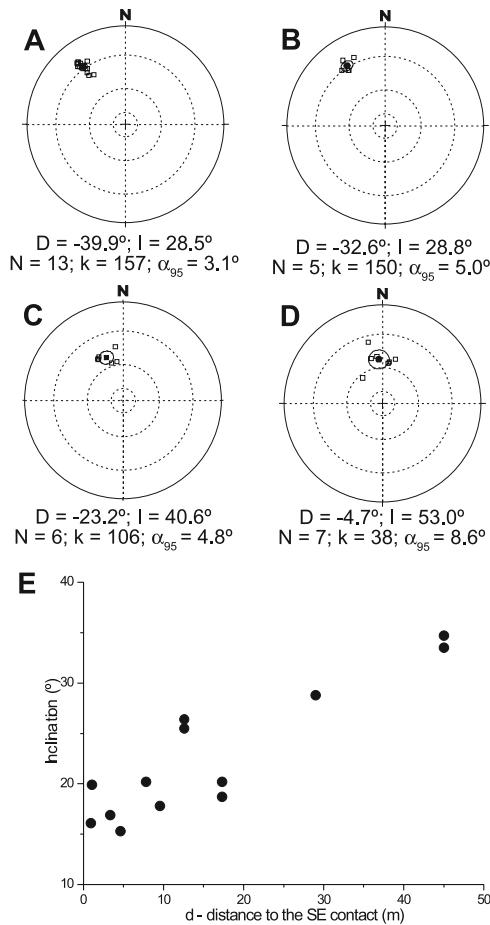 A
N
D = -39.9º; I = 28.5º
N = 13; k = 157; α95 = 3.1º
B
N
D = -32.6º; I = 28.8º
N = 5; k = 150; α95 = 5.0º
C
N
D = -23.2º; I = 40.6º
N = 6; k = 106; α95 = 4.8º
D
N
D = -4.7º; I = 53.0º
N = 7; k = 38; α95 = 8.6º
E
Inclination (º)
40
30
20
10
0 10 20 30 40 50
d - distance to the SE contact (m)